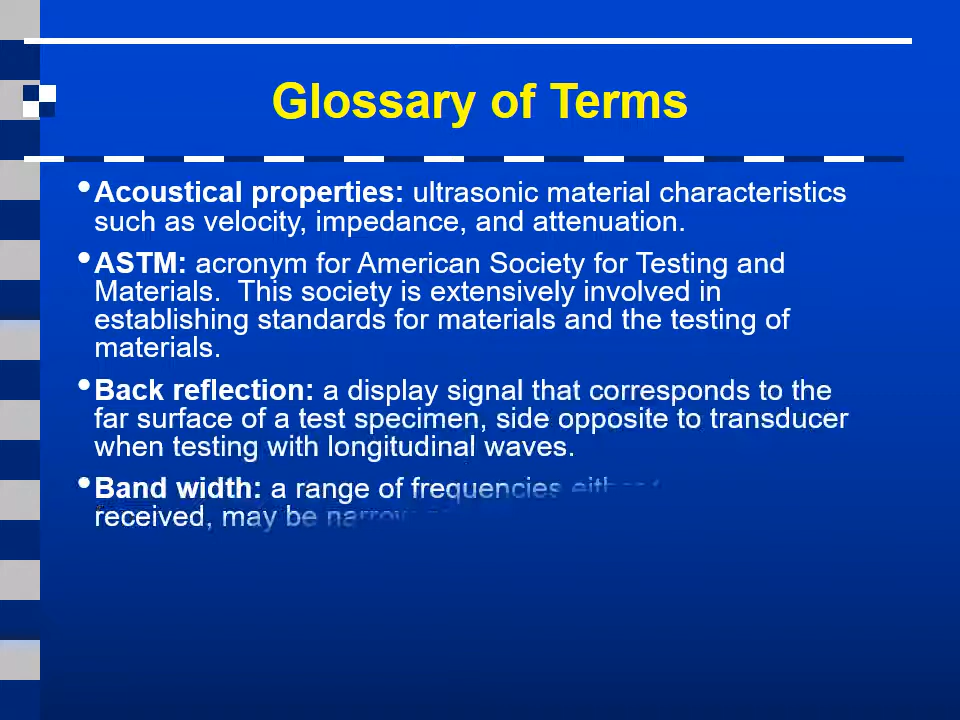 Glossary of Terms
•Acoustical properties: ultrasonic material characteristics
such as velocity, impedance, and attenuation.
•ASTM: acronym for American Society for Testing and
Materials.  This society is extensively involved in
establishing standards for materials and the testing of
materials.
•Back reflection: a display signal that corresponds to the
far surface of a test specimen, side opposite to transducer
when testing with longitudinal waves.
•Band width: a range of frequencies either
received, may be narrow